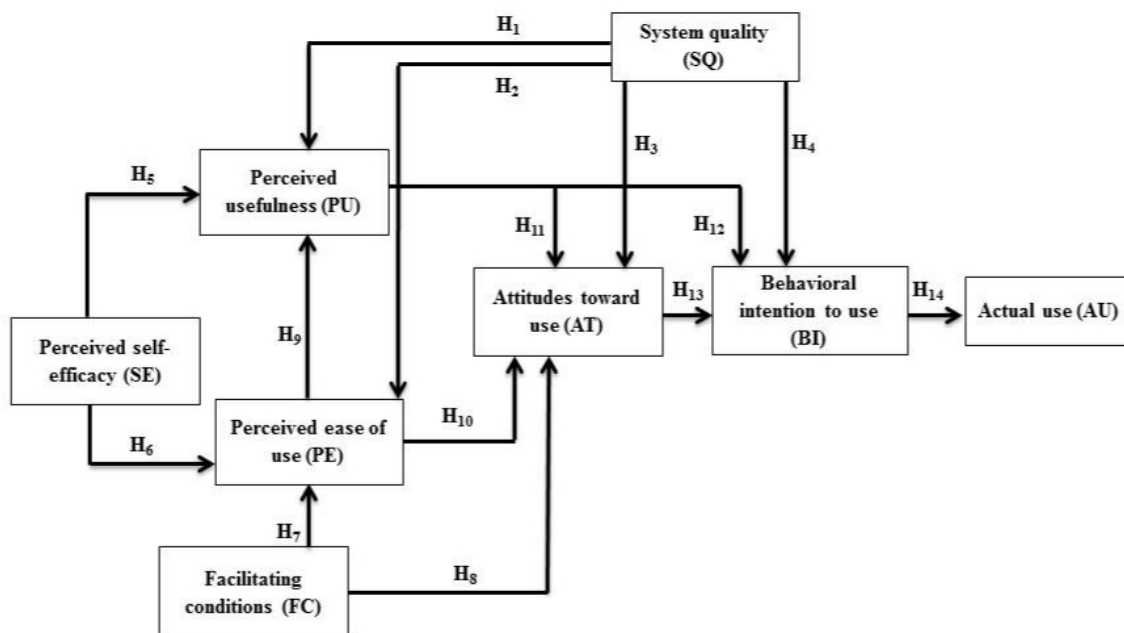 H1
System quality
(SQ)
H2
H3
H4
H5
Perceived
usefulness (PU)
H11
H12
Attitudes toward
use (AT)
H13
Behavioral
intention to use
(BI)
H14
Actual use (AU)
Perceived self-
efficacy (SE)
H9
H6
Perceived ease of
use (PE)
H10
H7
Facilitating
conditions (FC)
H8